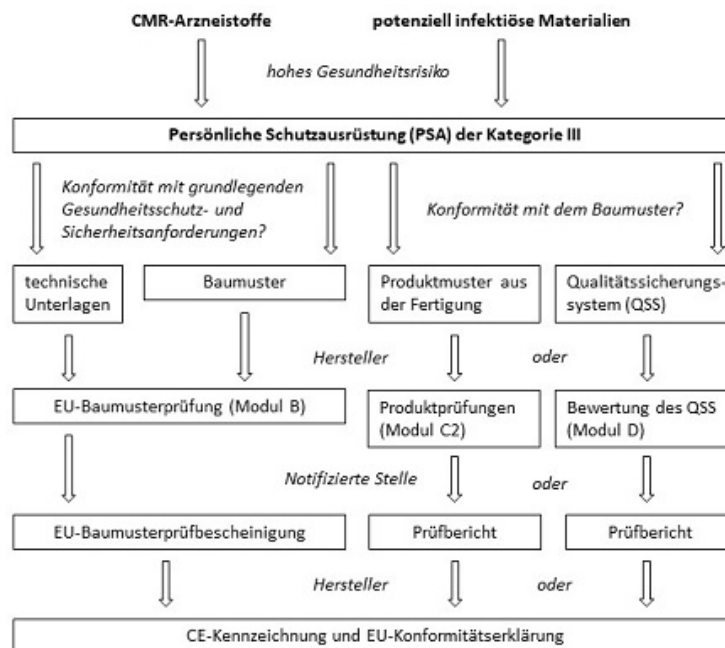 CMR-Arzneistoffe
potenziell infektiöse Materialien
hohes Gesundheitsrisiko
Persönliche Schutzausrüstung (PSA) der Kategorie III
Konformität mit grundlegenden
Gesundheitsschutz- und
Sicherheitsanforderungen?
Konformität mit dem Baumuster?
technische
Unterlagen
Baumuster
Produktmuster aus
der Fertigung
Qualitätssicherungs-
system (QSS)
Hersteller
oder
EU-Baumusterprüfung (Modul B)
Produktprüfungen
(Modul C2)
Bewertung des QSS
(Modul D)
Notifizierte Stelle
oder
EU-Baumusterprüfbescheinigung
Prüfbericht
Prüfbericht
Hersteller
oder
CE-Kennzeichnung und EU-Konformitätserklärung